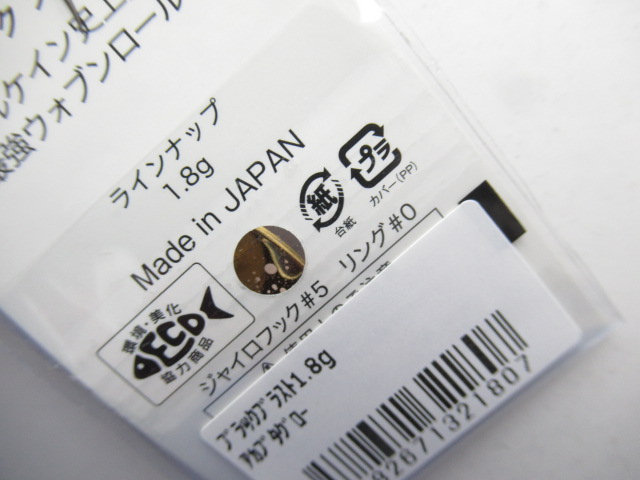 ルケイン史上
最強ウォブンロール
ラインナップ
1.8g
Made in JAPAN
紙
台紙
プラ
カバー(PP)
環境・美化
ECO
協力商品
ジャイロフック#5 リング#0
ブラックブラスト1.8g
アカブタグロー
82671321807